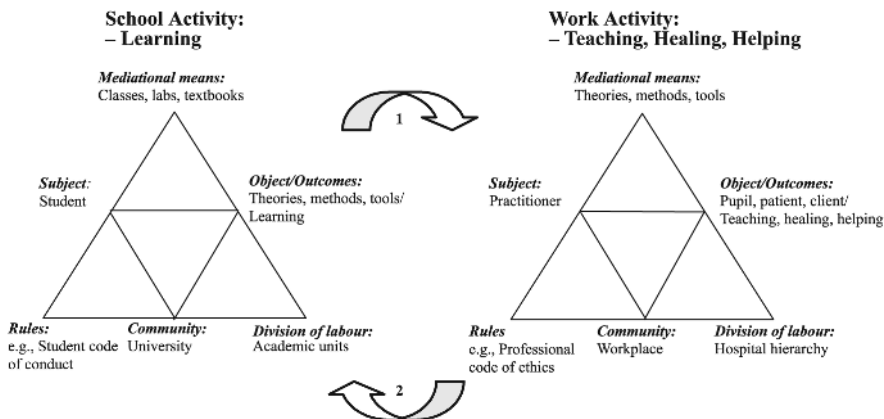 School Activity:
– Learning
Mediational means:
Classes, labs, textbooks
Subject:
Student
Object/Outcomes:
Theories, methods, tools/
Learning
Rules:
e.g., Student code
of conduct
Community:
University
Division of labour:
Academic units
1
2
Work Activity:
– Teaching, Healing, Helping
Mediational means:
Theories, methods, tools
Subject:
Practitioner
Object/Outcomes:
Pupil, patient, client/
Teaching, healing, helping
Rules
e.g., Professional
code of ethics
Community:
Workplace
Division of labour:
Hospital hierarchy